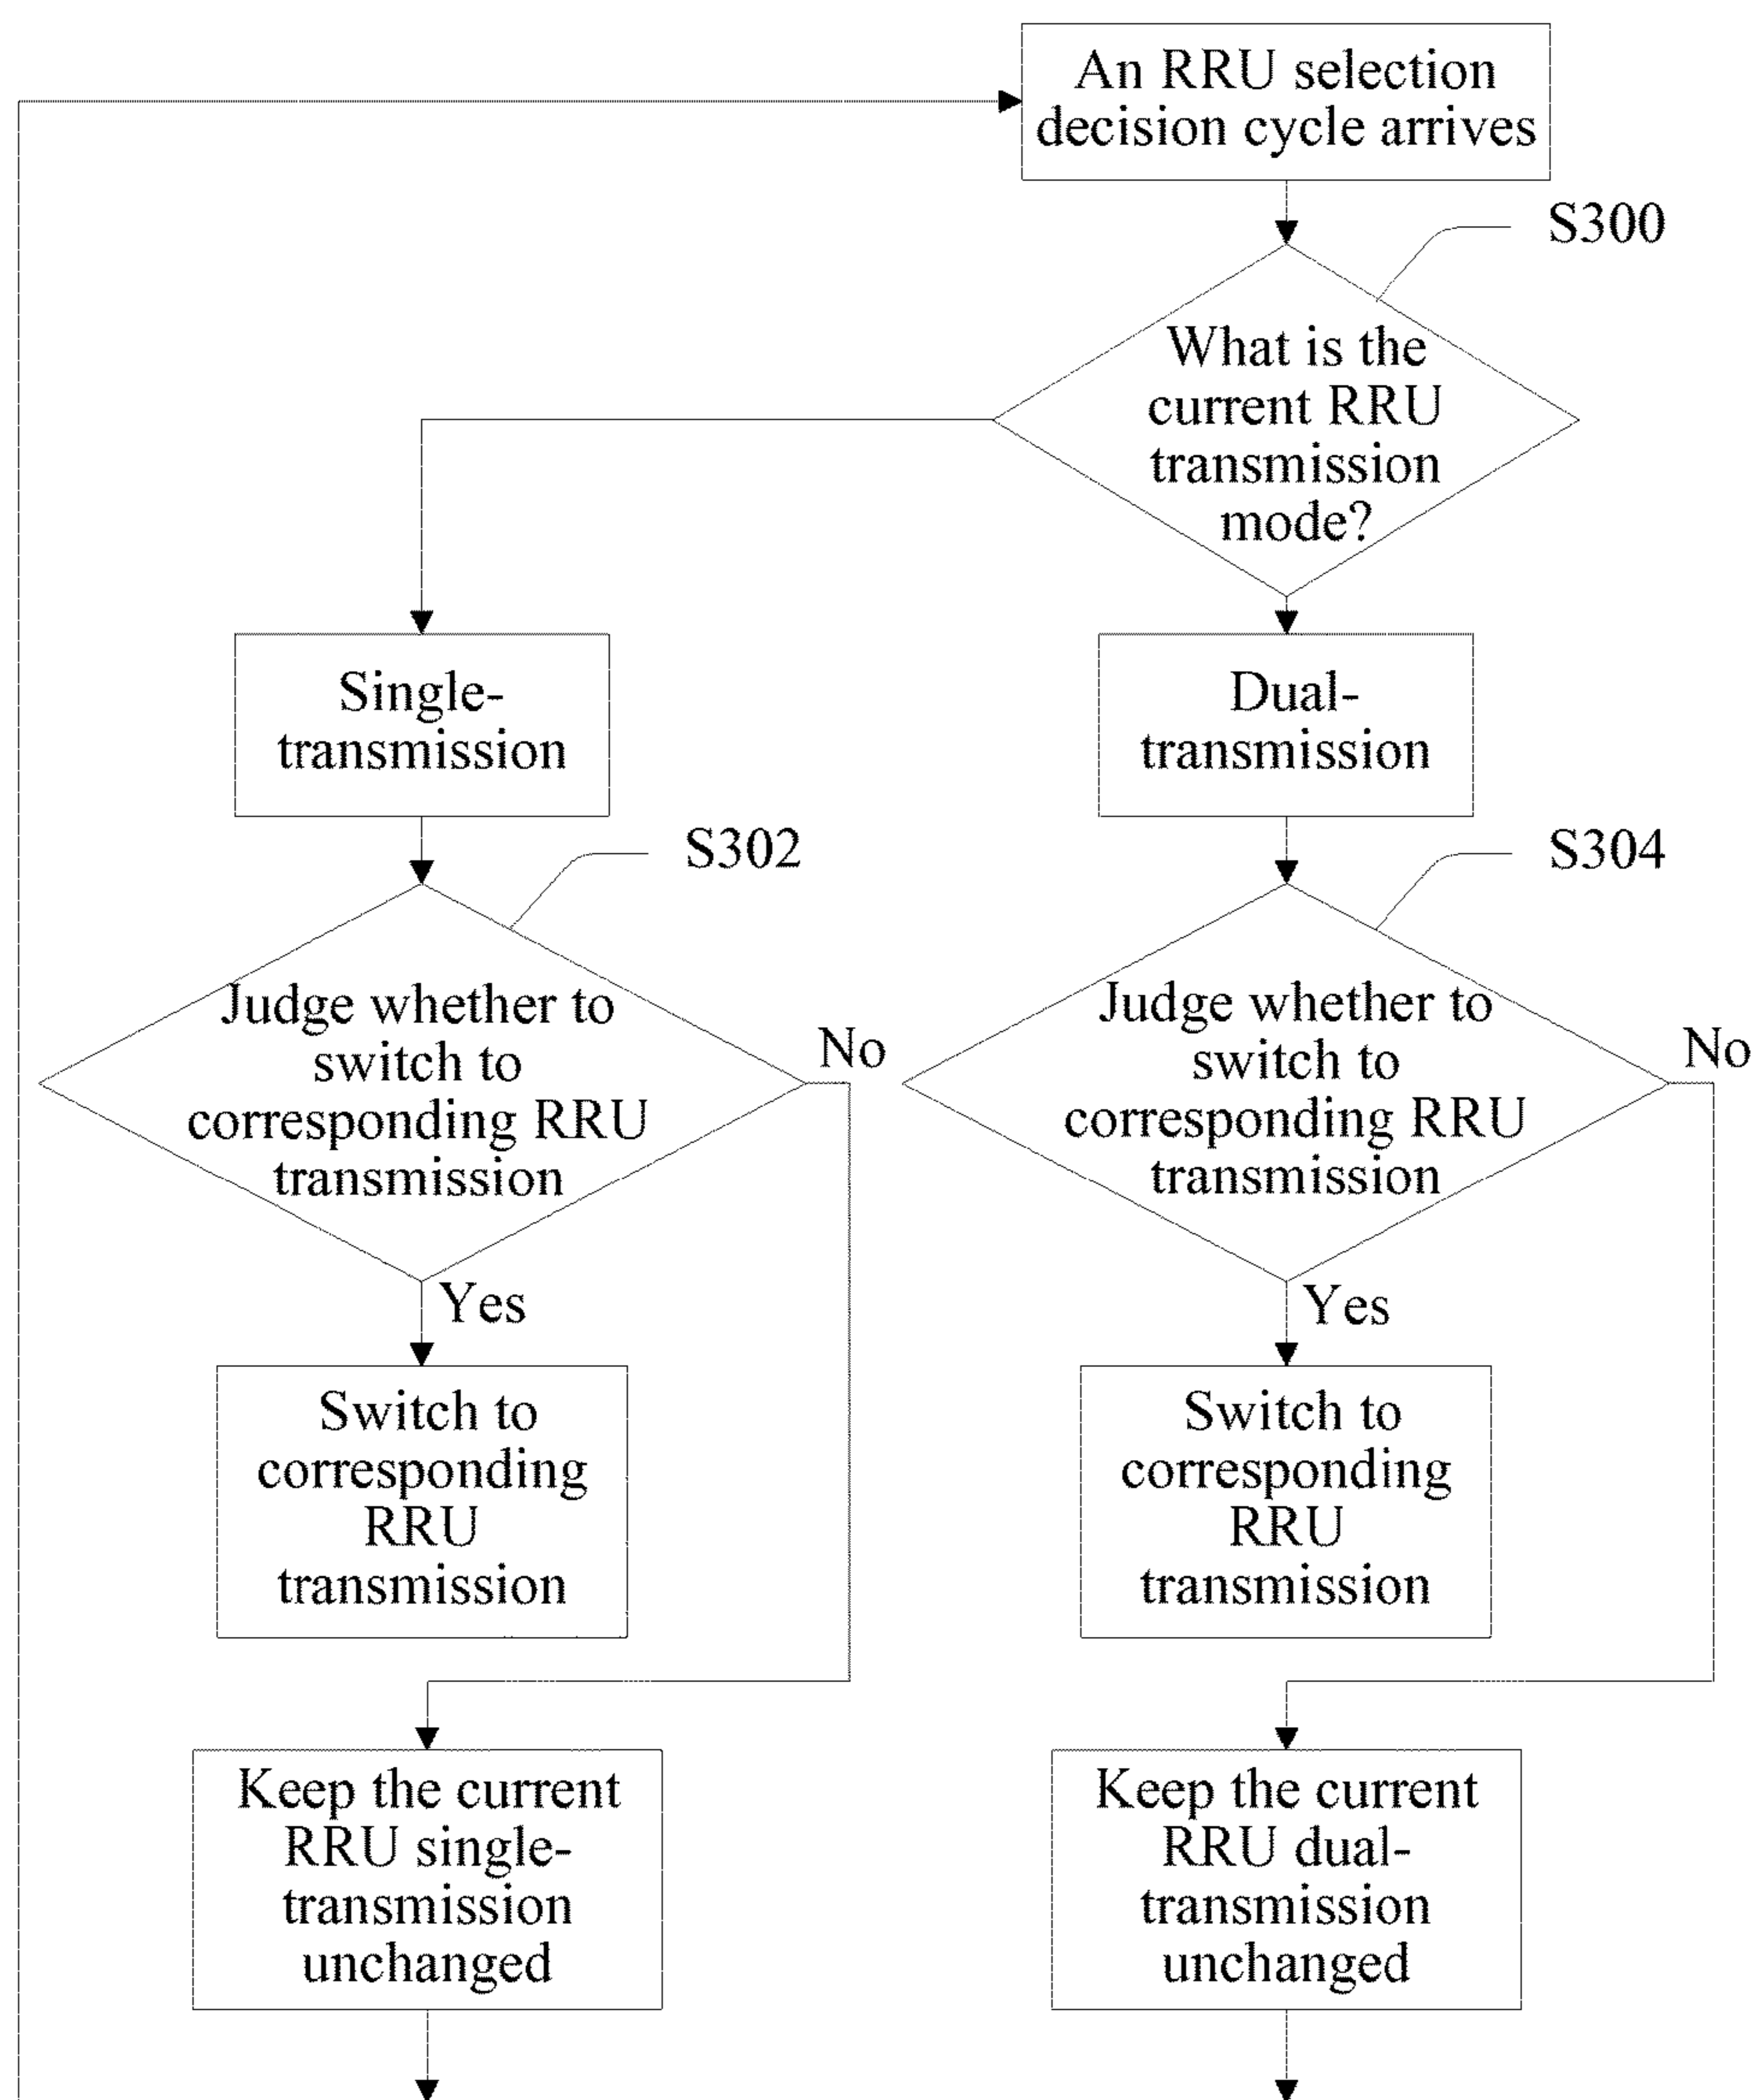 An RRU selection
decision cycle arrives
S300
What is the
current RRU
transmission
mode?
Single-
transmission
Dual-
transmission
S302
S304
Judge whether to
switch to
corresponding RRU
transmission
No
Judge whether to
switch to
corresponding RRU
transmission
No
Yes
Yes
Switch to
corresponding
RRU
transmission
Switch to
corresponding
RRU
transmission
Keep the current
RRU single-
transmission
unchanged
Keep the current
RRU dual-
transmission
unchanged